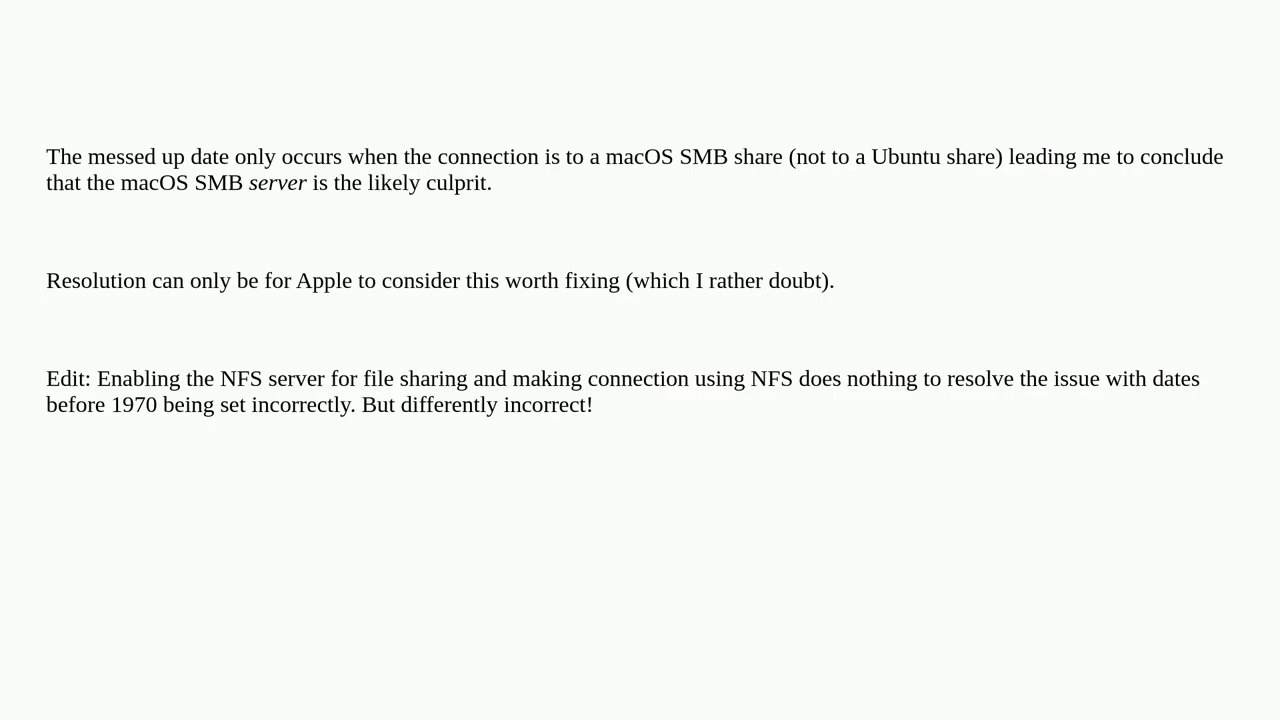 The messed up date only occurs when the connection is to a macOS SMB share (not to a Ubuntu share) leading me to conclude
that the macOS SMB server is the likely culprit.
Resolution can only be for Apple to consider this worth fixing (which I rather doubt).
Edit: Enabling the NFS server for file sharing and making connection using NFS does nothing to resolve the issue with dates
before 1970 being set incorrectly. But differently incorrect!